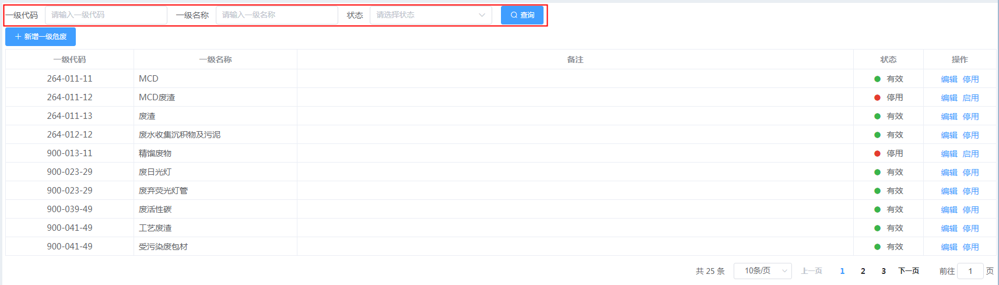 一级代码 请输入一级代码 一级名称 请输入一级名称 状态 请选择状态 查询
新增一级危废
一级代码 一级名称 备注 状态 操作
264-011-11 MCD 有效 编辑 停用
264-011-12 MCD废渣 停用 编辑 启用
264-011-13 废渣 有效 编辑 停用
264-012-12 废水收集沉积物及污泥 有效 编辑 停用
900-013-11 精馏废物 停用 编辑 启用
900-023-29 废日光灯 有效 编辑 停用
900-023-29 废弃荧光灯管 有效 编辑 停用
900-039-49 废活性碳 有效 编辑 停用
900-041-49 工艺废渣 有效 编辑 停用
900-041-49 受污染废包材 有效 编辑 停用
共 25 条 10条/页 上一页 1 2 3 下一页 前往 1 页